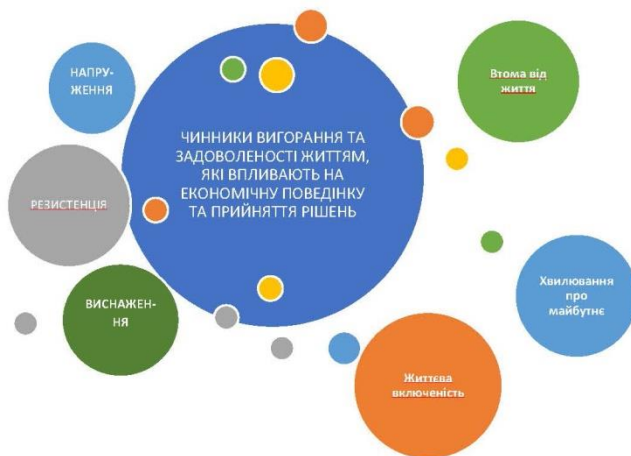 НАПРУ-
ЖЕННЯ
РЕЗИСТЕНЦІЯ
ВИСНАЖЕН-
НЯ
ЧИННИКИ ВИГОРАННЯ ТА
ЗАДОВОЛЕНОСТІ ЖИТТЯМ,
ЯКІ ВПЛИВАЮТЬ НА
ЕКОНОМІЧНУ ПОВЕДІНКУ
ТА ПРИЙНЯТТЯ РІШЕНЬ
Втома від
життя
Хвилювання
про
майбутнє
Життєва
включеність